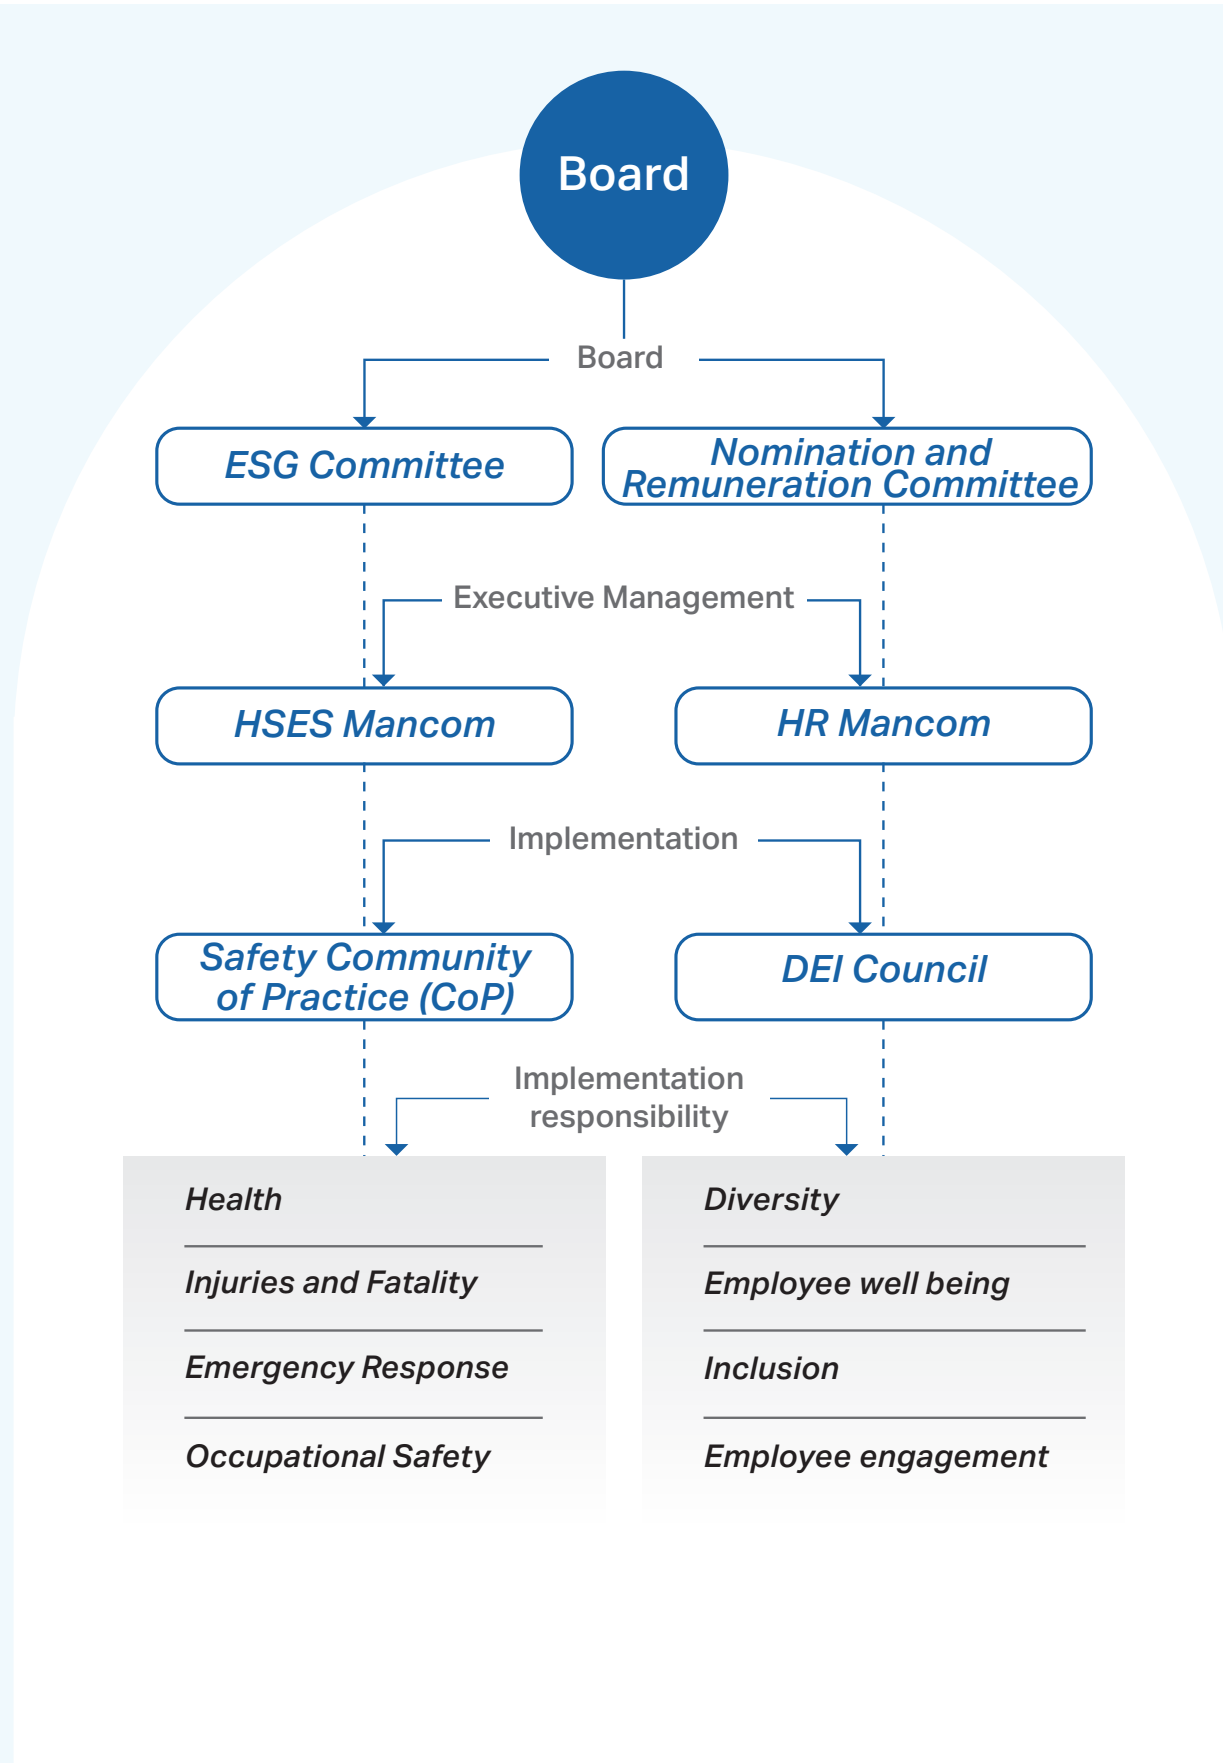 Board
Board
ESG Committee
Nomination and
Remuneration Committee
Executive Management
HSES Mancom
HR Mancom
Implementation
Safety Community
of Practice (CoP)
DEI Council
Implementation
responsibility
Health
Injuries and Fatality
Emergency Response
Occupational Safety
Diversity
Employee well being
Inclusion
Employee engagement